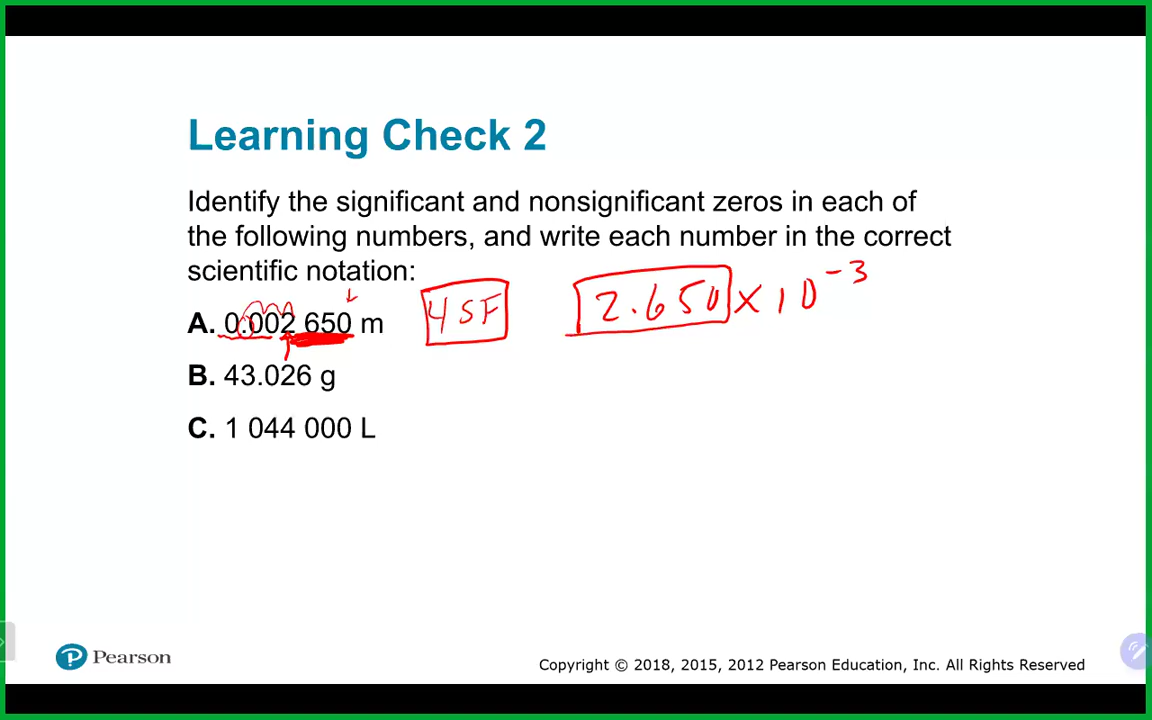 Learning Check 2
Identify the significant and nonsignificant zeros in each of
the following numbers, and write each number in the correct
scientific notation:
A. 0.002 650 m 4 SF 2.650 x 10⁻³
B. 43.026 g
C. 1 044 000 L
Pearson
Copyright © 2018, 2015, 2012 Pearson Education, Inc. All Rights Reserved